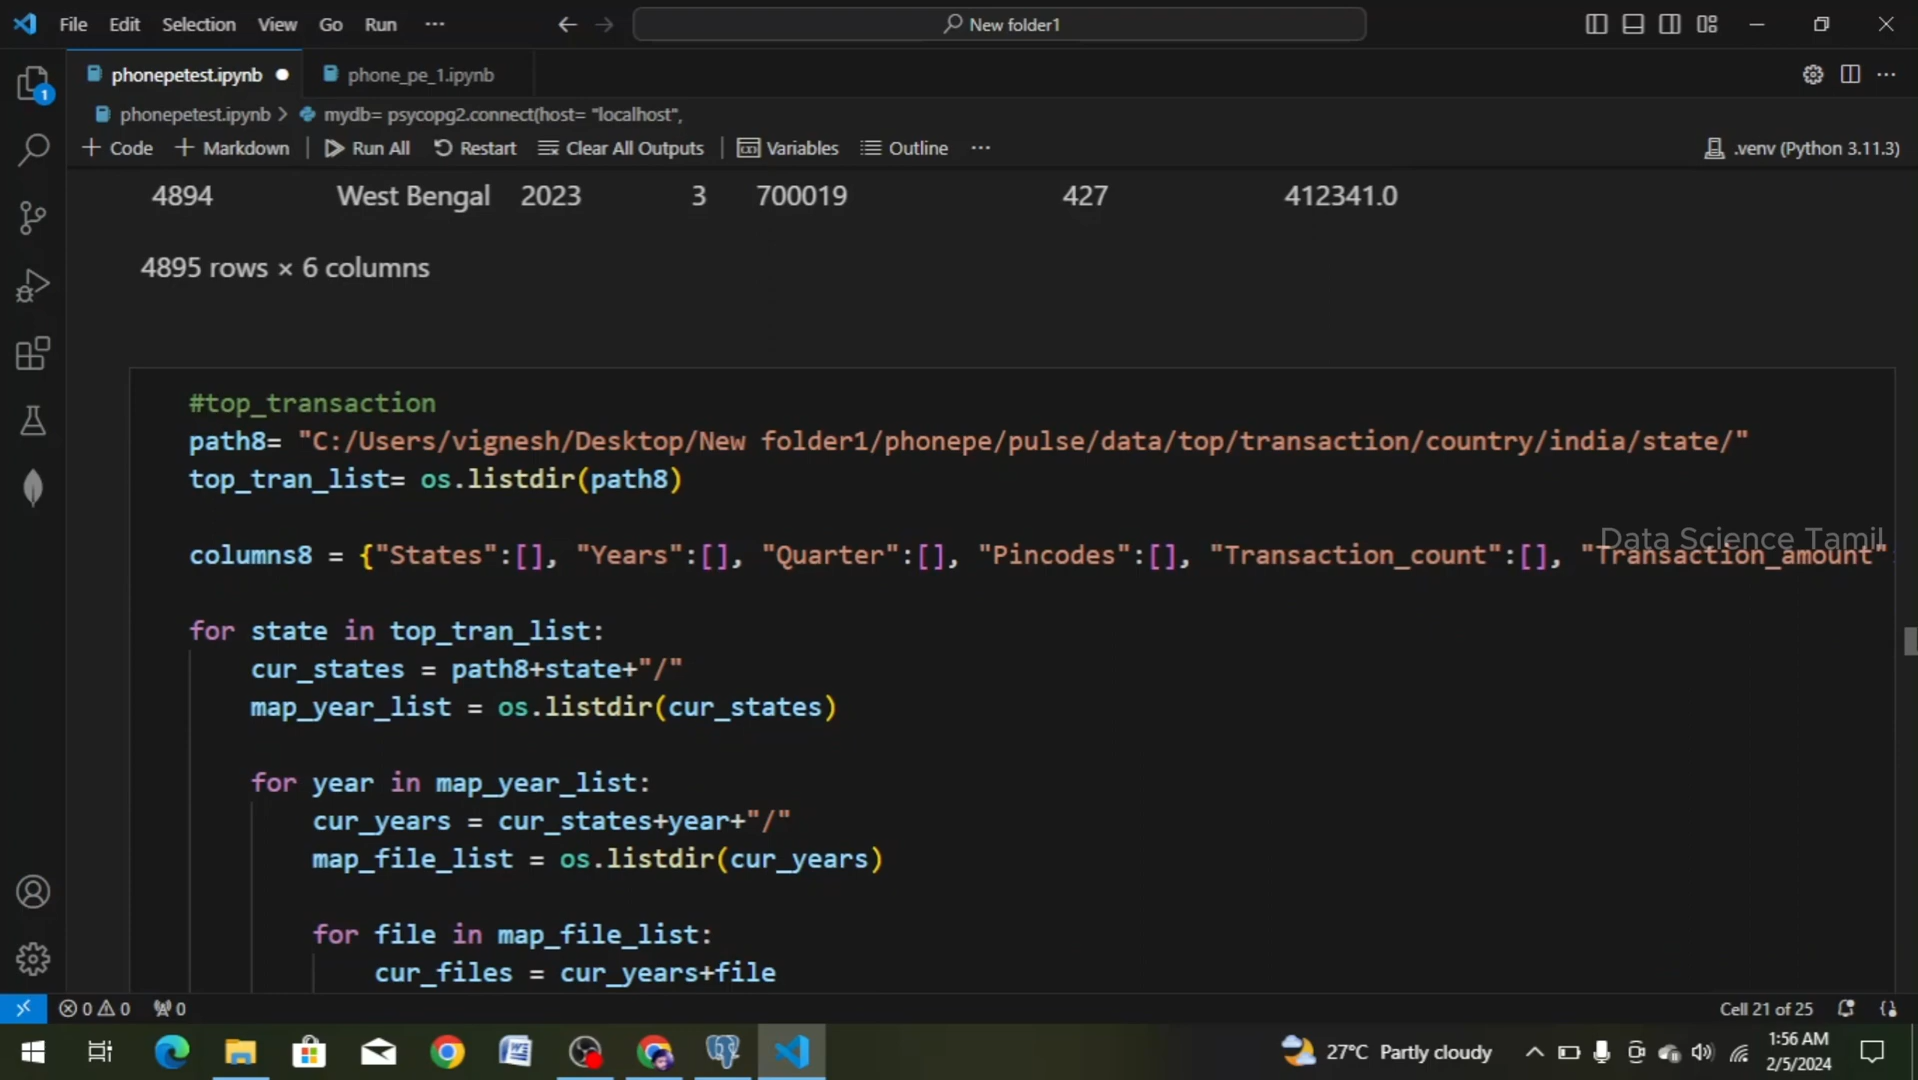 File Edit Selection View Go Run ··· New folder1
phonepetest.ipynb phone_pe_1.ipynb
phonepetest.ipynb > mydb= psycopg2.connect(host= "localhost",
+ Code + Markdown Run All Restart Clear All Outputs Variables Outline ··· .venv (Python 3.11.3)
4894 West Bengal 2023 3 700019 427 412341.0
4895 rows × 6 columns
#top_transaction
path8= "C:/Users/vignesh/Desktop/New folder1/phonepe/pulse/data/top/transaction/country/india/state/"
top_tran_list= os.listdir(path8)
Data Science Tamil
columns8 = {"States":[], "Years":[], "Quarter":[], "Pincodes":[], "Transaction_count":[], "Transaction_amount"
for state in top_tran_list:
cur_states = path8+state+"/"
map_year_list = os.listdir(cur_states)
for year in map_year_list:
cur_years = cur_states+year+"/"
map_file_list = os.listdir(cur_years)
for file in map_file_list:
cur_files = cur_years+file
0 0 0 Cell 21 of 25
27°C Partly cloudy 1:56 AM
2/5/2024
1